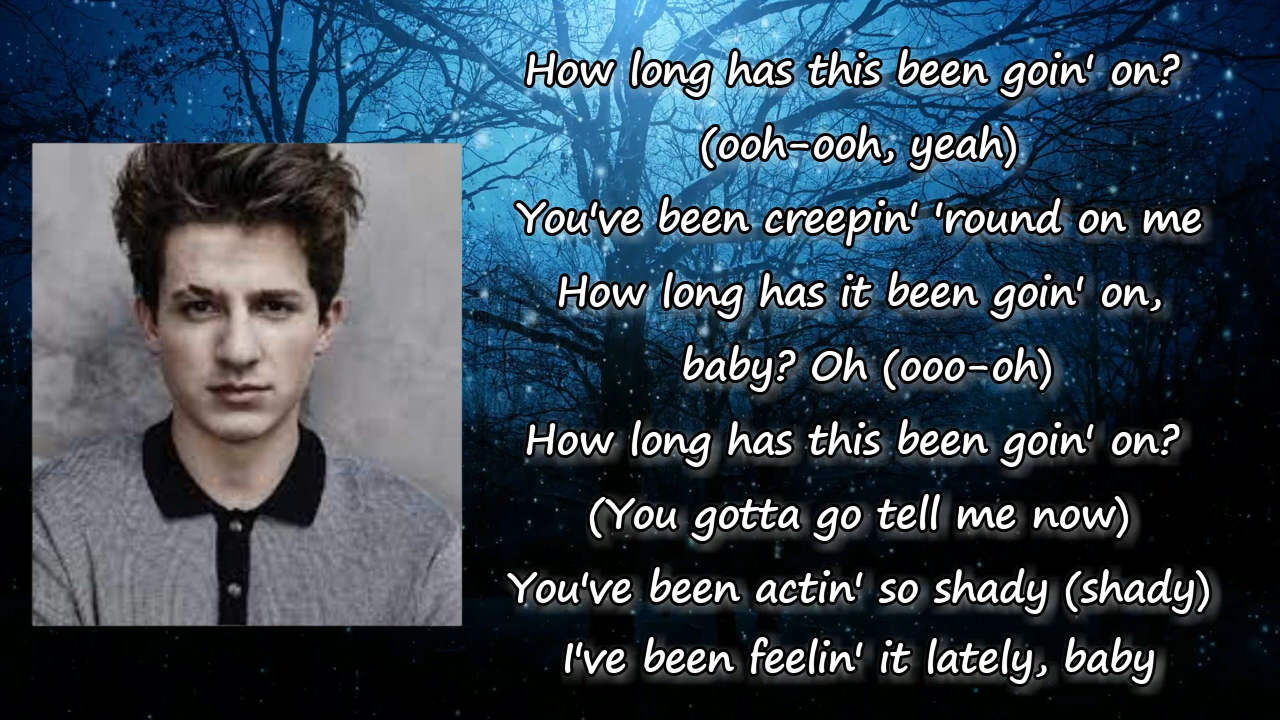 How long has this been goin' on?
(ooh-ooh, yeah)
You've been creepin' 'round on me
How long has it been goin' on,
baby? Oh (ooo-oh)
How long has this been goin' on?
(You gotta go tell me now)
You've been actin' so shady (shady)
I've been feelin' it lately, baby